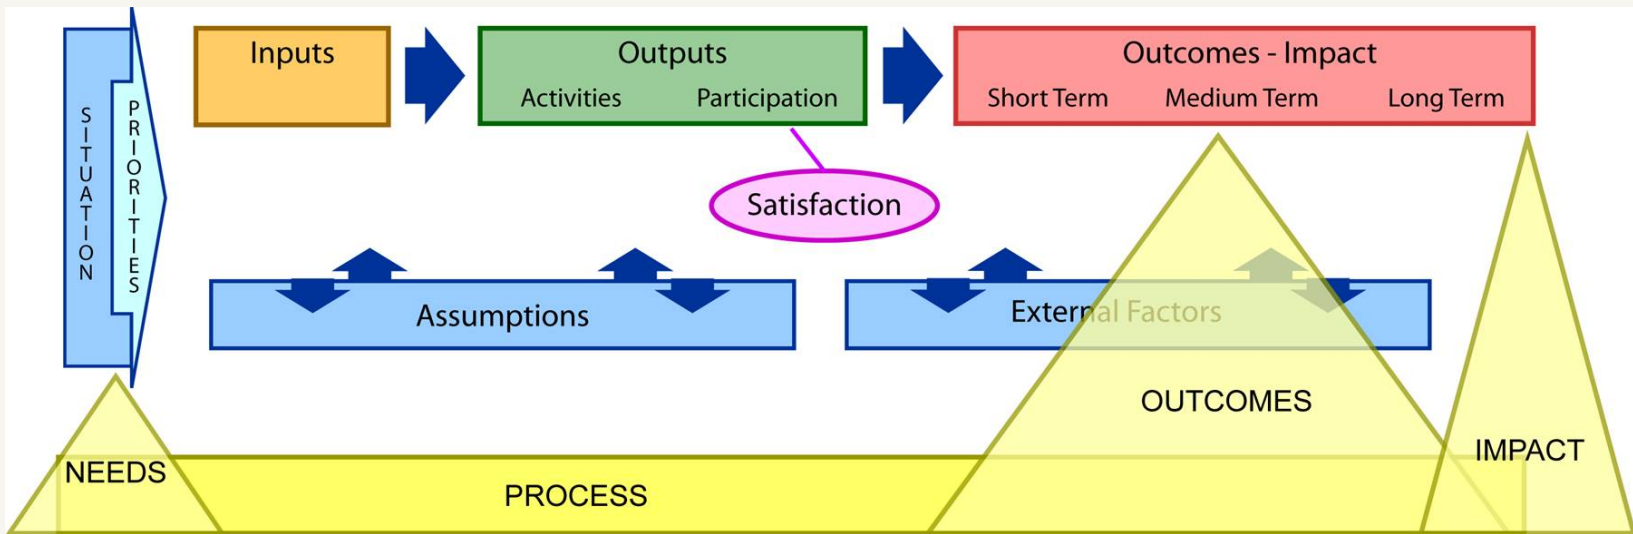 SITUATION
PRIORITIES
Inputs
Outputs
Activities Participation
Outcomes - Impact
Short Term Medium Term Long Term
Satisfaction
Assumptions
External Factors
NEEDS
PROCESS
OUTCOMES
IMPACT